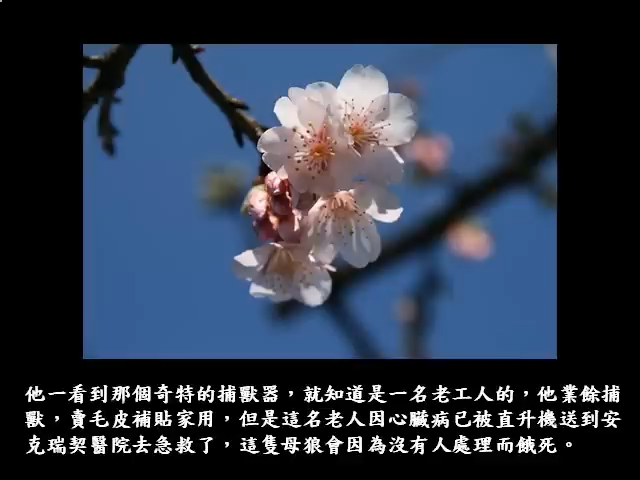 他一看到那個奇特的捕獸器，就知道是一名老工人的，他業餘捕
獸，賣毛皮補貼家用，但是這名老人因心臟病已被直升機送到安
克瑞契醫院去急救了，這隻母狼會因為沒有人處理而餓死。